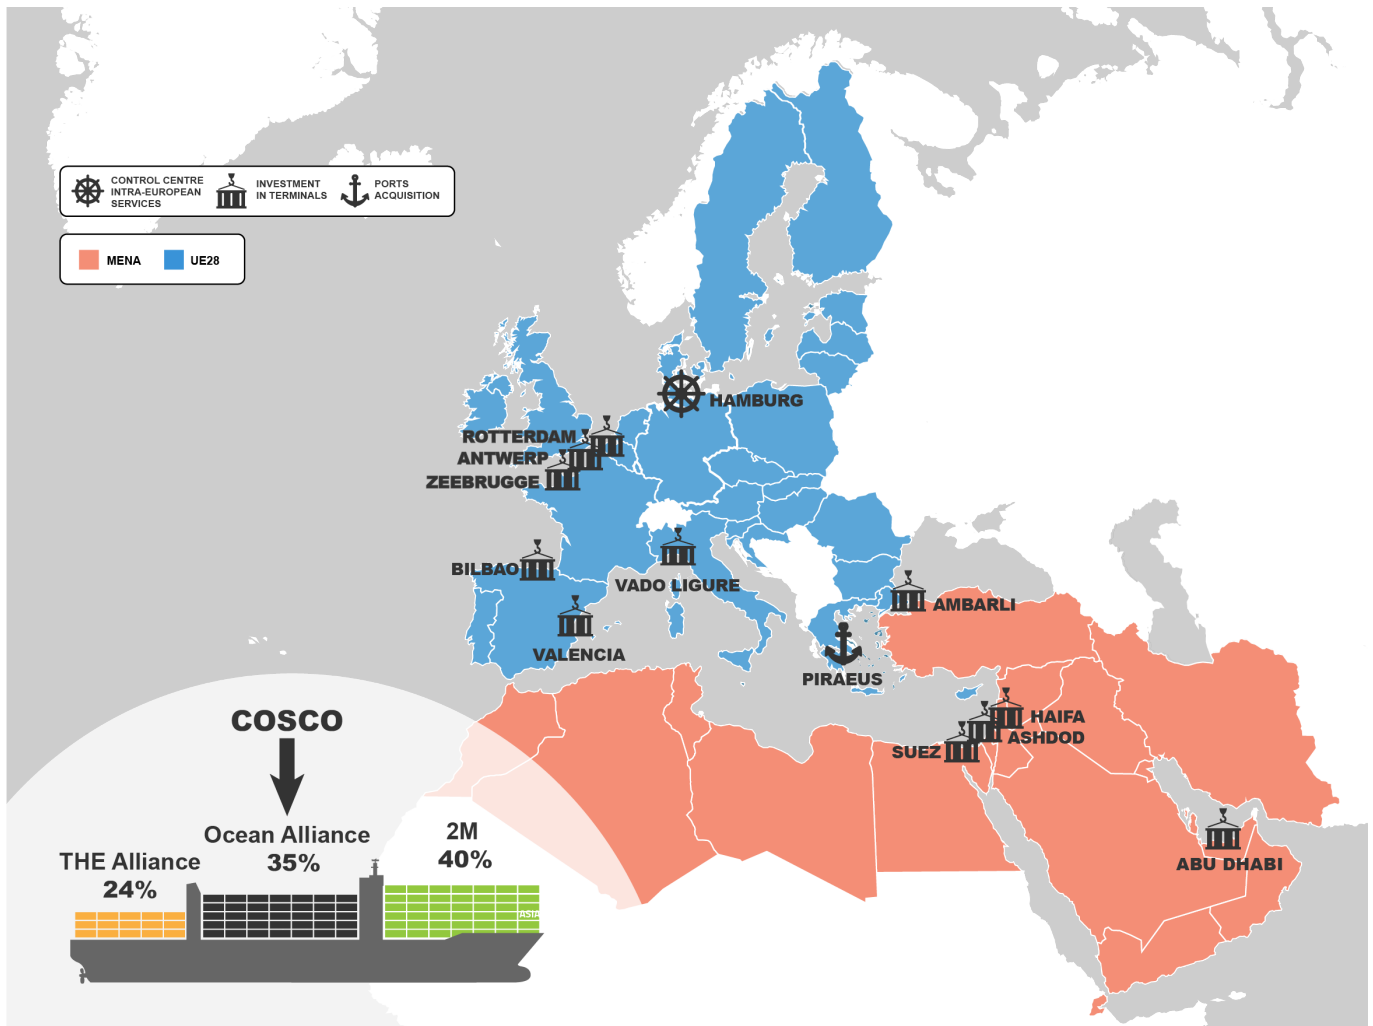 CONTROL CENTRE
INTRA-EUROPEAN
SERVICES
INVESTMENT
IN TERMINALS
PORTS
ACQUISITION
MENA
UE28
HAMBURG
ROTTERDAM
ANTWERP
ZEEBRUGGE
BILBAO
VADO LIGURE
VALENCIA
AMBARLI
PIRAEUS
HAIFA
ASHDOD
SUEZ
ABU DHABI
COSCO
Ocean Alliance
35%
2M
40%
THE Alliance
24%
ASIA